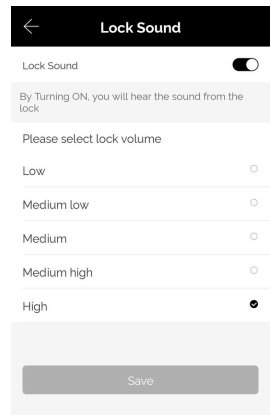 Lock Sound
Lock Sound
By Turning ON, you will hear the sound from the
lock
Please select lock volume
Low
Medium low
Medium
Medium high
High
Save